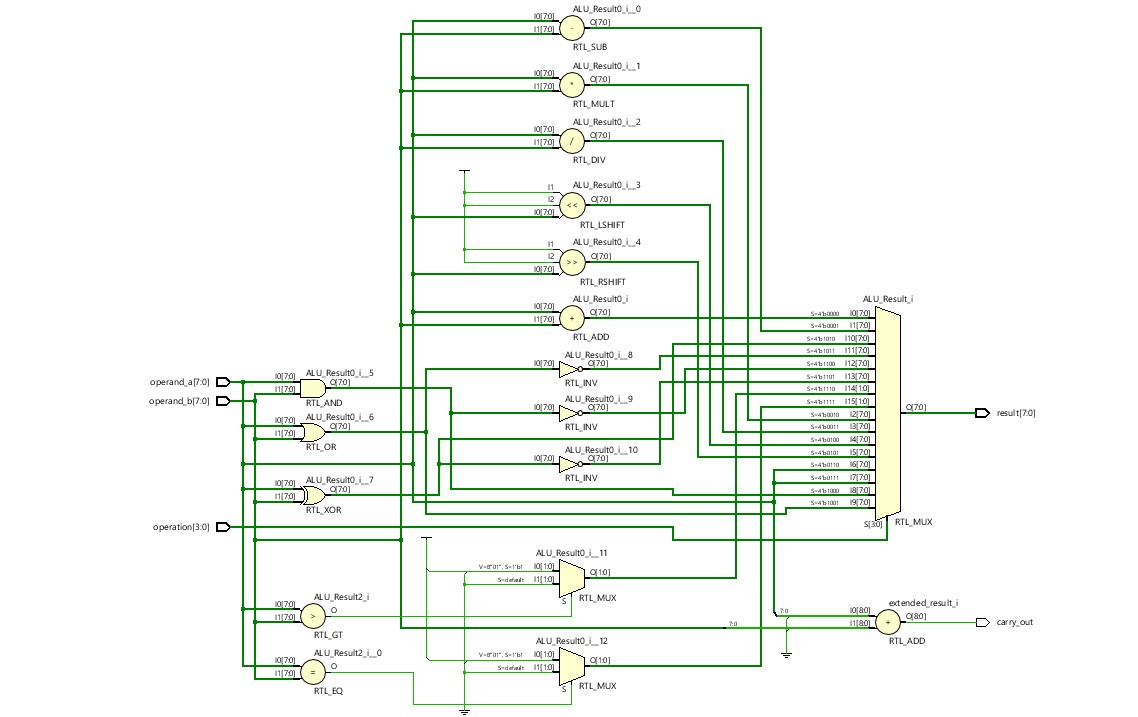 ALU_Result0_i__0
I0[7:0]
I1[7:0]
-
O[7:0]
RTL_SUB
ALU_Result0_i__1
I0[7:0]
I1[7:0]
*
O[7:0]
RTL_MULT
ALU_Result0_i__2
I0[7:0]
I1[7:0]
/
O[7:0]
RTL_DIV
ALU_Result0_i__3
I1
I2
I0[7:0]
<<
O[7:0]
RTL_LSHIFT
ALU_Result0_i__4
I1
I2
I0[7:0]
>>
O[7:0]
RTL_RSHIFT
ALU_Result0_i
I0[7:0]
I1[7:0]
+
O[7:0]
RTL_ADD
ALU_Result0_i__8
I0[7:0]
O[7:0]
RTL_INV
ALU_Result0_i__9
I0[7:0]
O[7:0]
RTL_INV
ALU_Result0_i__10
I0[7:0]
O[7:0]
RTL_INV
operand_a[7:0]
operand_b[7:0]
operation[3:0]
ALU_Result0_i__5
I0[7:0]
I1[7:0]
O[7:0]
RTL_AND
ALU_Result0_i__6
I0[7:0]
I1[7:0]
O[7:0]
RTL_OR
ALU_Result0_i__7
I0[7:0]
I1[7:0]
O[7:0]
RTL_XOR
ALU_Result_i
S=4'b0000 I0[7:0]
S=4'b0001 I1[7:0]
S=4'b1010 I10[7:0]
S=4'b1011 I11[7:0]
S=4'b1100 I12[7:0]
S=4'b1101 I13[7:0]
S=4'b1110 I14[1:0]
S=4'b1111 I15[1:0]
S=4'b0010 I2[7:0]
S=4'b0011 I3[7:0]
S=4'b0100 I4[7:0]
S=4'b0101 I5[7:0]
S=4'b0110 I6[7:0]
S=4'b0111 I7[7:0]
S=4'b1000 I8[7:0]
S=4'b1001 I9[7:0]
S[3:0]
O[7:0]
RTL_MUX
result[7:0]
ALU_Result0_i__11
V=B"01", S=1'b1 I0[1:0]
S=default I1[1:0]
S
O[1:0]
RTL_MUX
ALU_Result2_i
I0[7:0]
I1[7:0]
>
O
RTL_GT
ALU_Result2_i__0
I0[7:0]
I1[7:0]
=
O
RTL_EQ
ALU_Result0_i__12
V=B"01", S=1'b1 I0[1:0]
S=default I1[1:0]
S
O[1:0]
RTL_MUX
extended_result_i
7:0 I0[8:0]
7:0 I1[8:0]
+
O[8:0]
RTL_ADD
carry_out